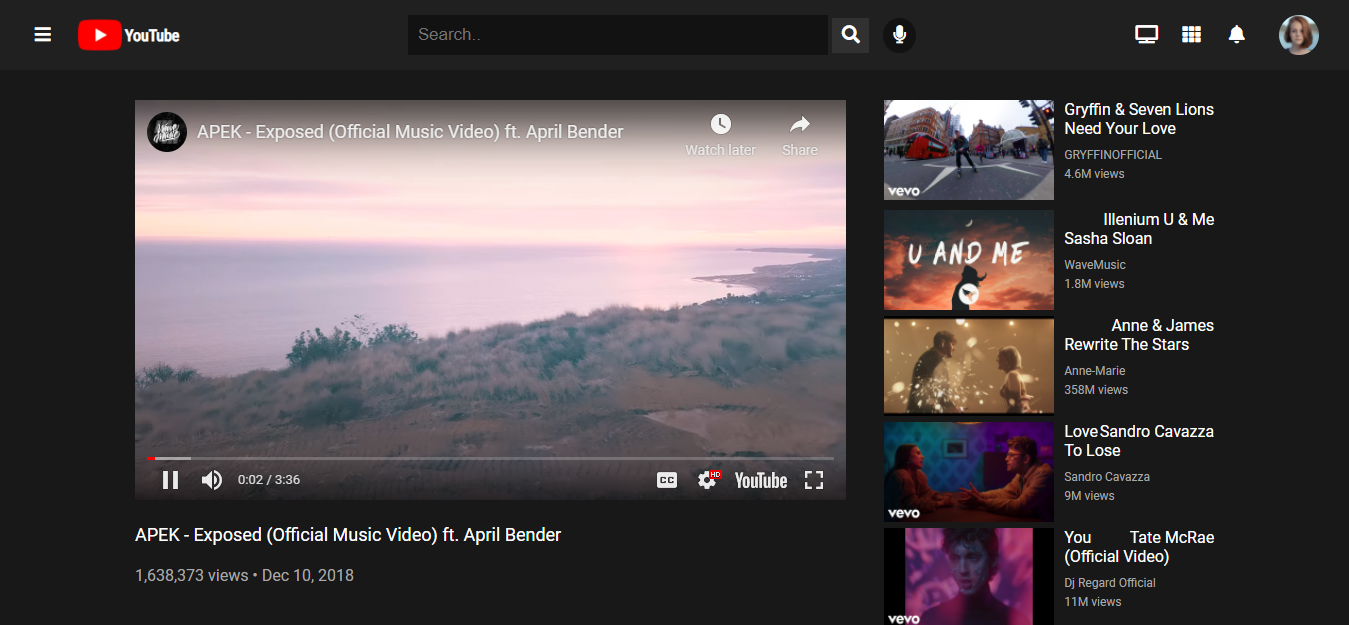 YouTube
Search..
APEK - Exposed (Official Music Video) ft. April Bender
Watch later
Share
0:02 / 3:36
CC
HD
YouTube
APEK - Exposed (Official Music Video) ft. April Bender
1,638,373 views • Dec 10, 2018
vevo
Gryffin & Seven Lions
Need Your Love
GRYFFINOFFICIAL
4.6M views
U AND ME
Illenium U & Me
Sasha Sloan
WaveMusic
1.8M views
Anne & James
Rewrite The Stars
Anne-Marie
358M views
vevo
Love Sandro Cavazza
To Lose
Sandro Cavazza
9M views
vevo
You Tate McRae
(Official Video)
Dj Regard Official
11M views